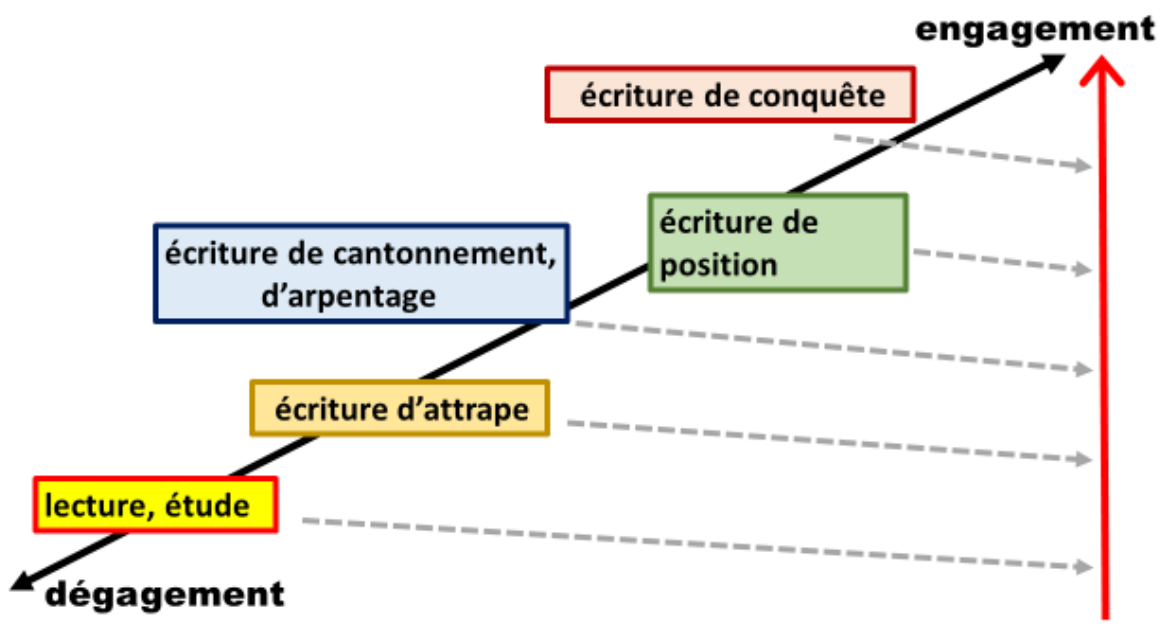 engagement
écriture de conquête
écriture de
position
écriture de cantonnement,
d'arpentage
écriture d’attrape
lecture, étude
dégagement